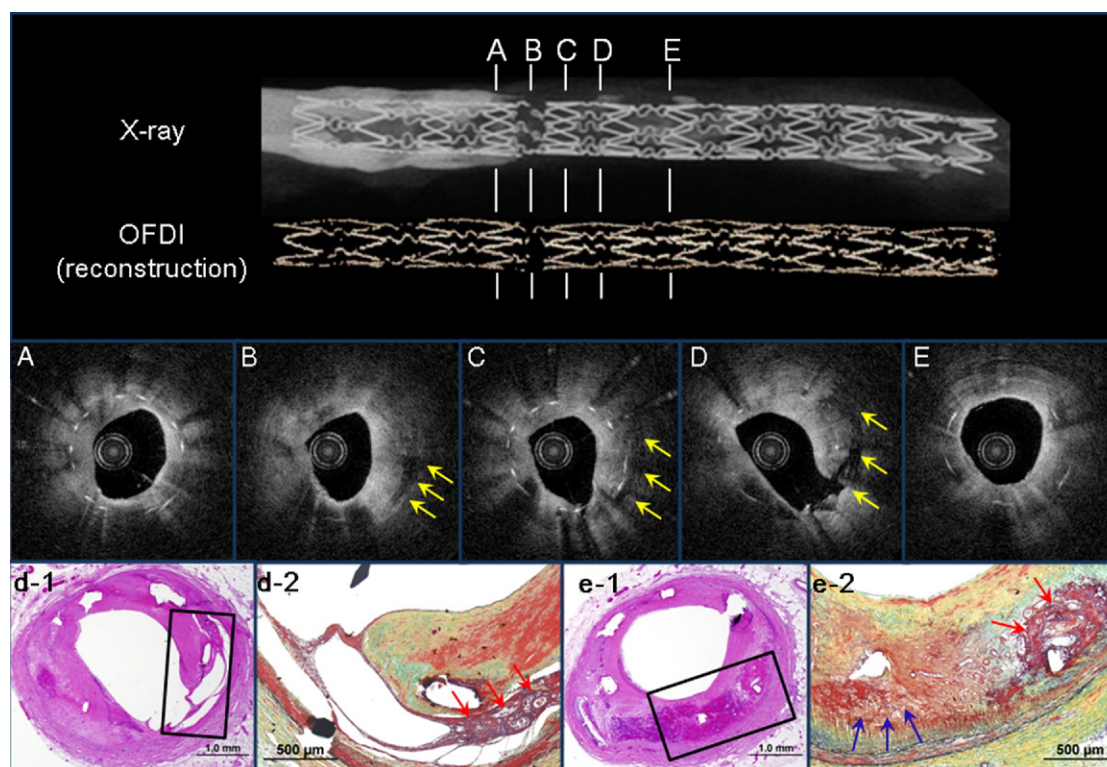 A B C D E
X-ray
OFDI
(reconstruction)
A B C D E
d-1 d-2 e-1 e-2
1.0 mm 500 μm 1.0 mm 500 μm